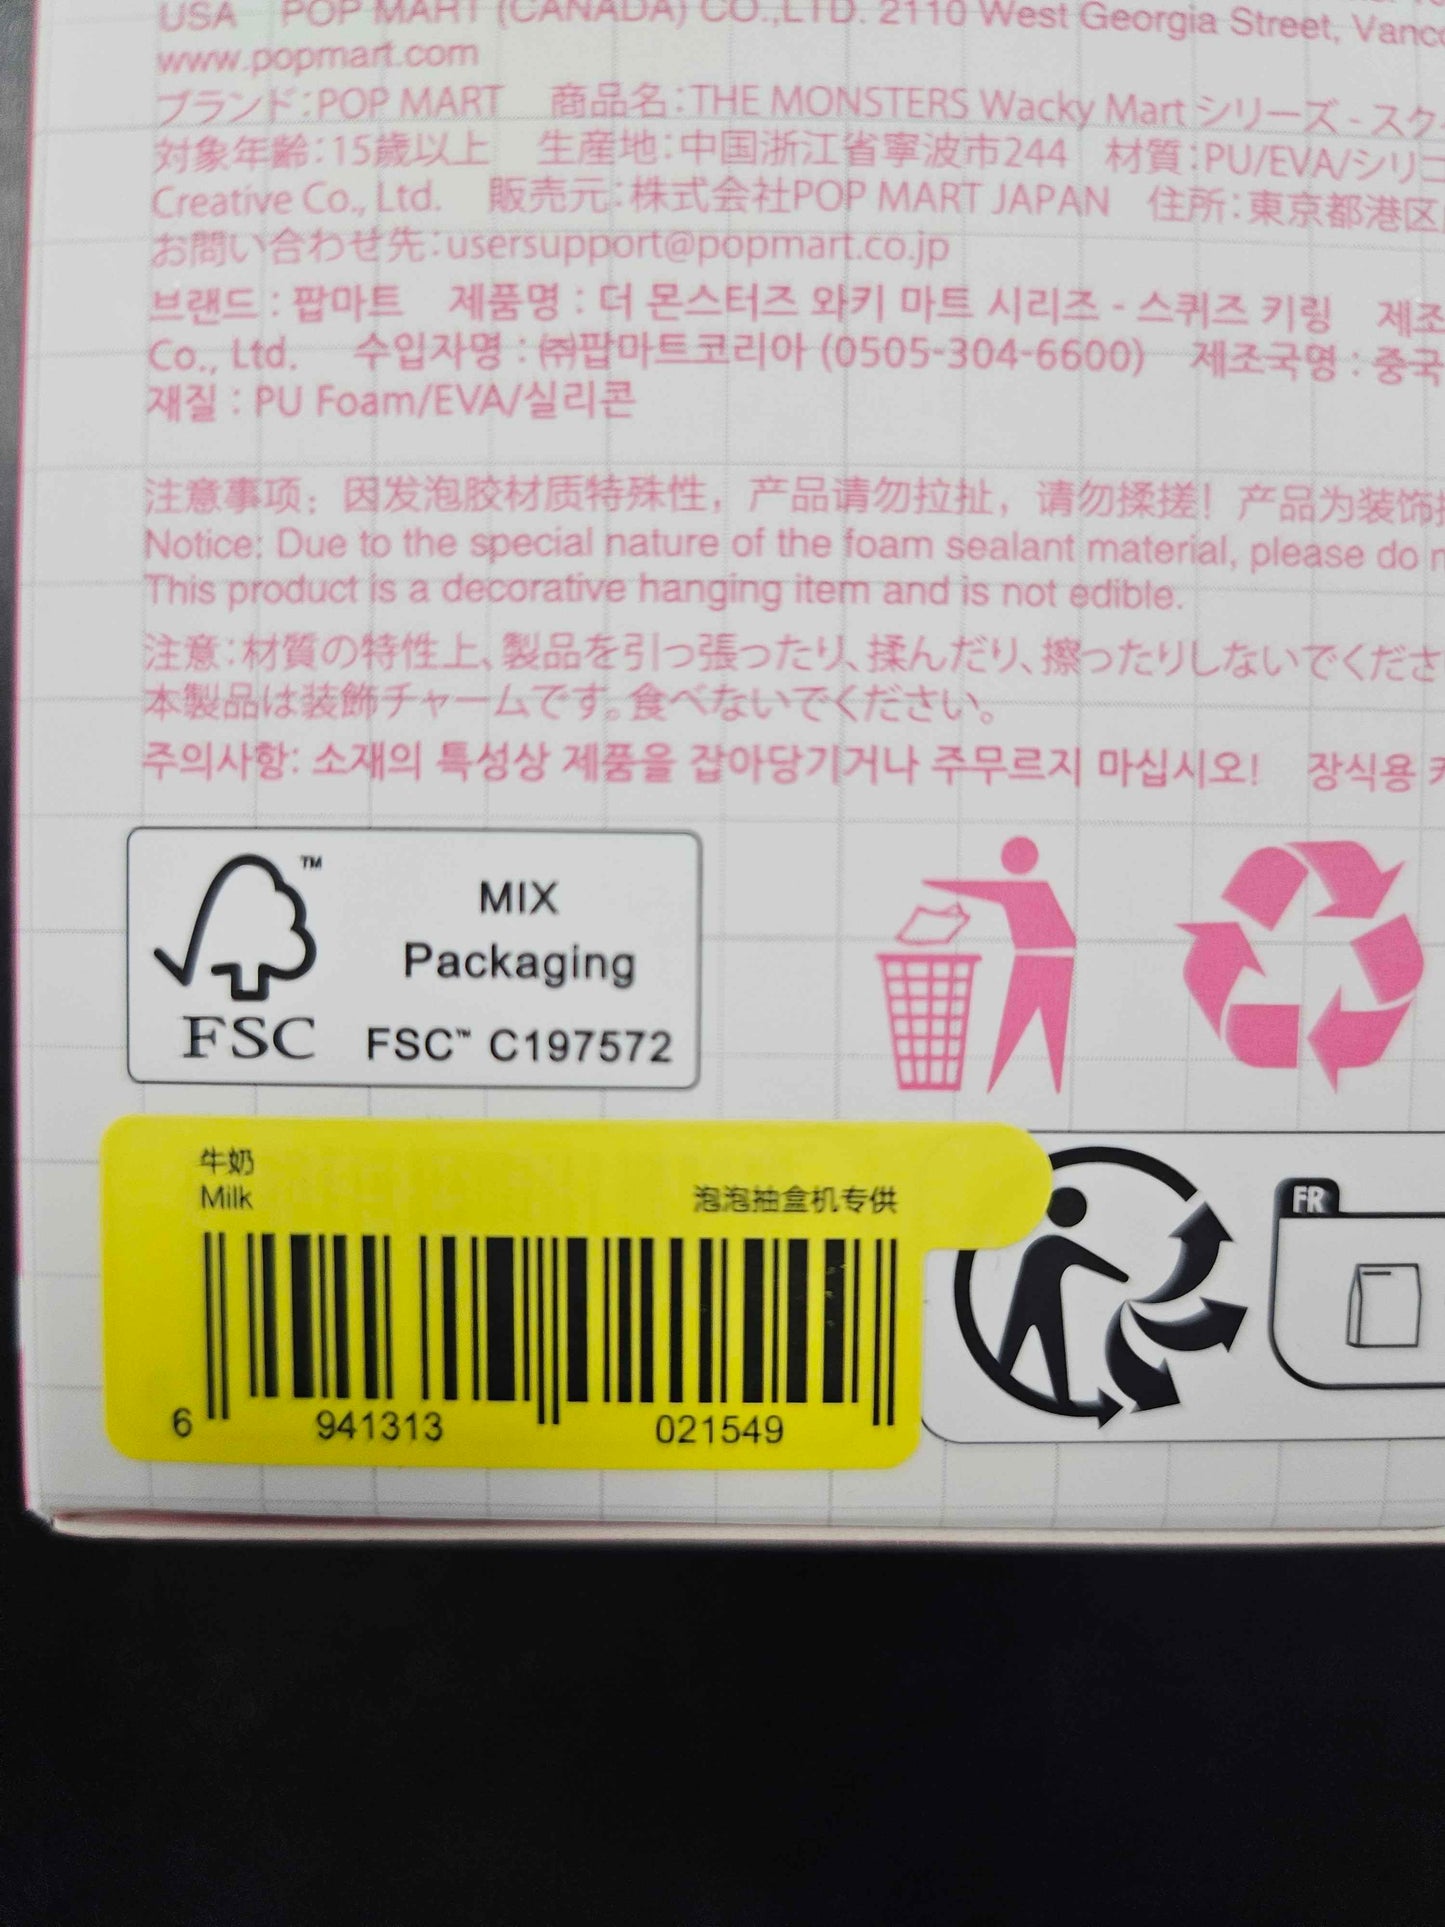 USA POP MART (CANADA) CO.,LTD. 2110 West Georgia Street,
www.popmart.com
ブランド：POP MART 商品名：THE MONSTERS Wacky Mart シリーズ -
対象年齢：15歳以上 生産地：中国浙江省寧波市244 材質：PU/EVA/
Creative Co., Ltd. 販売元：株式会社POP MART JAPAN 住所：東京都港区
お問い合わせ先：usersupport@popmart.co.jp
브랜드 : 팝마트 제품명 : 더 몬스터즈 와키 마트 시리즈 - 스퀴즈 키링
Co., Ltd. 수입자명 : ㈜팝마트코리아 (0505-304-6600) 제조국명 : 중국
재질 : PU Foam/EVA/실리콘
注意事项：因发泡胶材质特殊性，产品请勿拉扯，请勿揉搓！产品为装饰
Notice: Due to the special nature of the foam sealant material, please do
This product is a decorative hanging item and is not edible.
注意：材質の特性上、製品を引っ張ったり、揉んだり、擦ったりしないでくださ
本製品は装飾チャームです。食べないでください。
주의사항: 소재의 특성상 제품을 잡아당기거나 주무르지 마십시오! 장식용
FSC
MIX
Packaging
FSC™ C197572
牛奶
Milk
泡泡抽盒机专供
6 941313 021549
FR